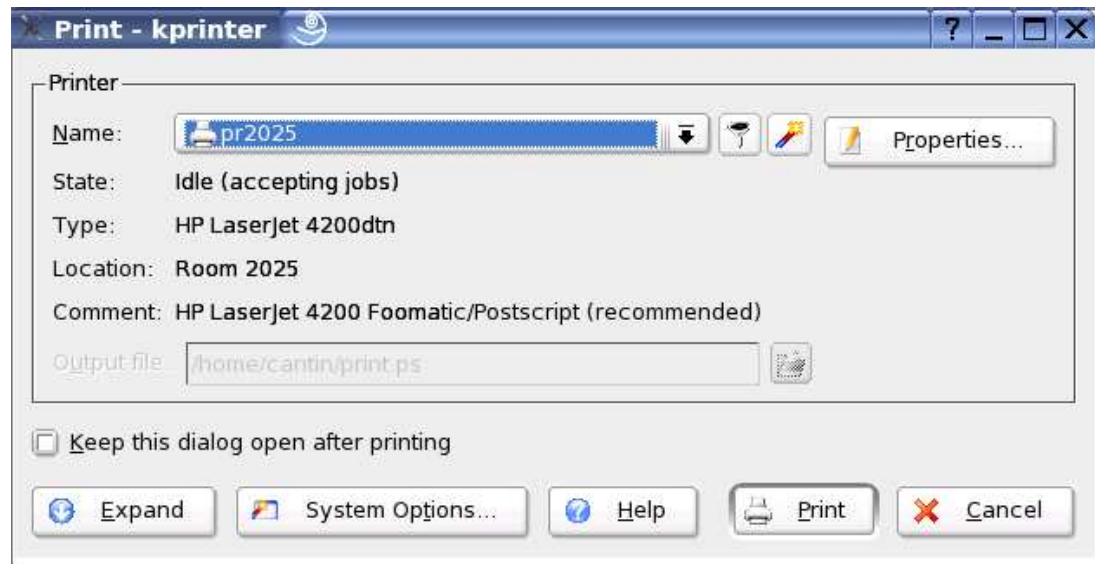 Print - kprinter
Printer
Name: pr2025 Properties...
State: Idle (accepting jobs)
Type: HP LaserJet 4200dtn
Location: Room 2025
Comment: HP LaserJet 4200 Foomatic/Postscript (recommended)
Output file /home/cantin/print.ps
Keep this dialog open after printing
Expand System Options... Help Print Cancel